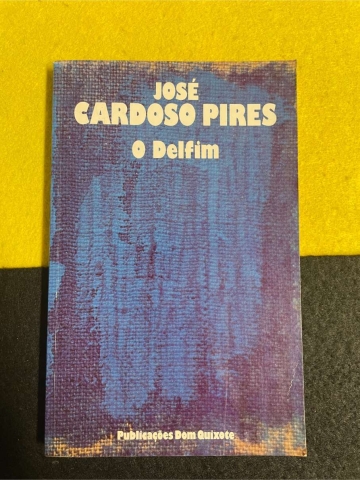 JOSÉ
CARDOSO PIRES
O Delfim
Publicações Dom Quixote